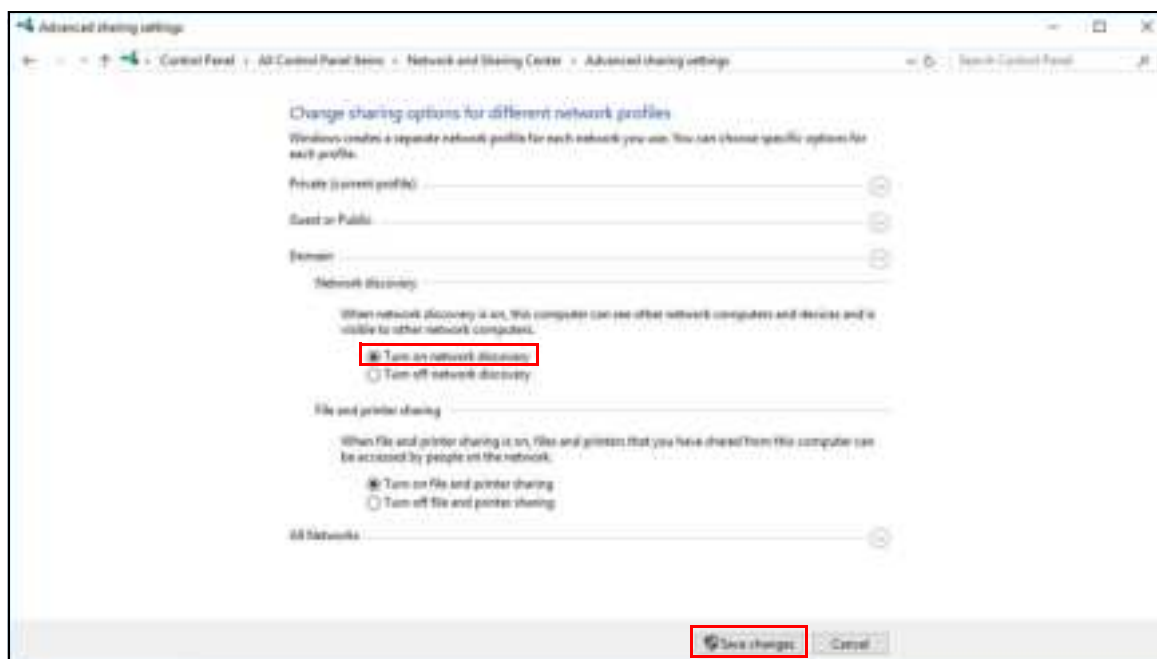 Advanced sharing settings
Control Panel › All Control Panel Items › Network and Sharing Center › Advanced sharing settings
Search Control Panel
Change sharing options for different network profiles
Windows creates a separate network profile for each network you use. You can choose specific options for
each profile.
Private (current profile)
Guest or Public
Domain
Network discovery
When network discovery is on, this computer can see other network computers and devices and is
visible to other network computers.
Turn on network discovery
Turn off network discovery
File and printer sharing
When file and printer sharing is on, files and printers that you have shared from this computer can
be accessed by people on the network.
Turn on file and printer sharing
Turn off file and printer sharing
All Networks
Save changes
Cancel